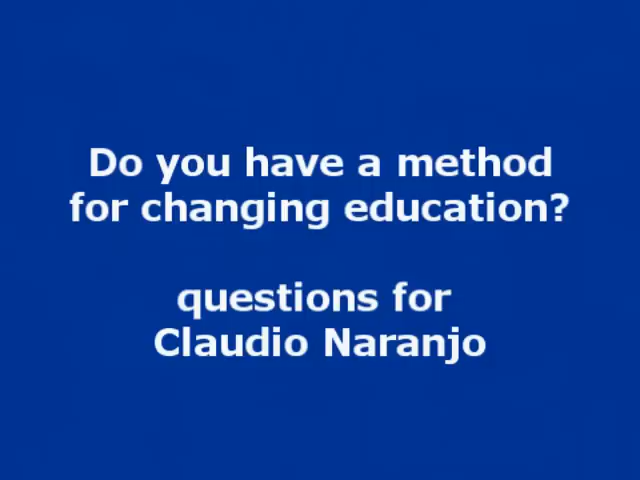 Do you have a method
for changing education?
questions for
Claudio Naranjo